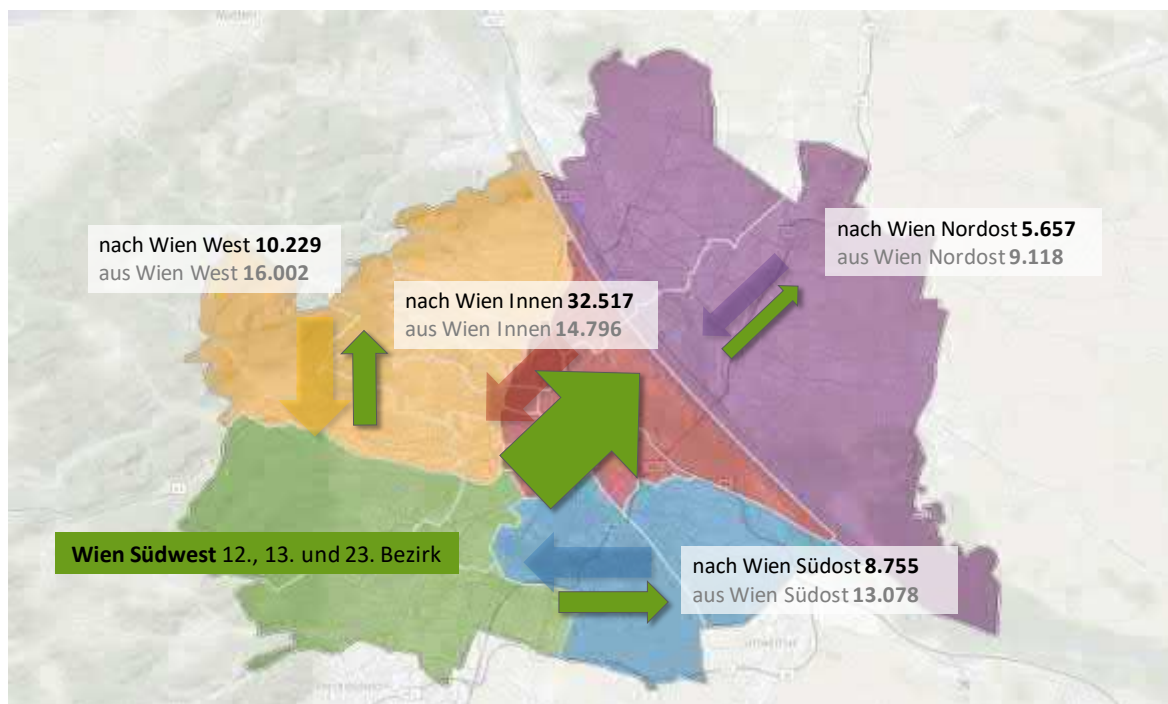 nach Wien West 10.229
aus Wien West 16.002
nach Wien Nordost 5.657
aus Wien Nordost 9.118
nach Wien Innen 32.517
aus Wien Innen 14.796
Wien Südwest 12., 13. und 23. Bezirk
nach Wien Südost 8.755
aus Wien Südost 13.078